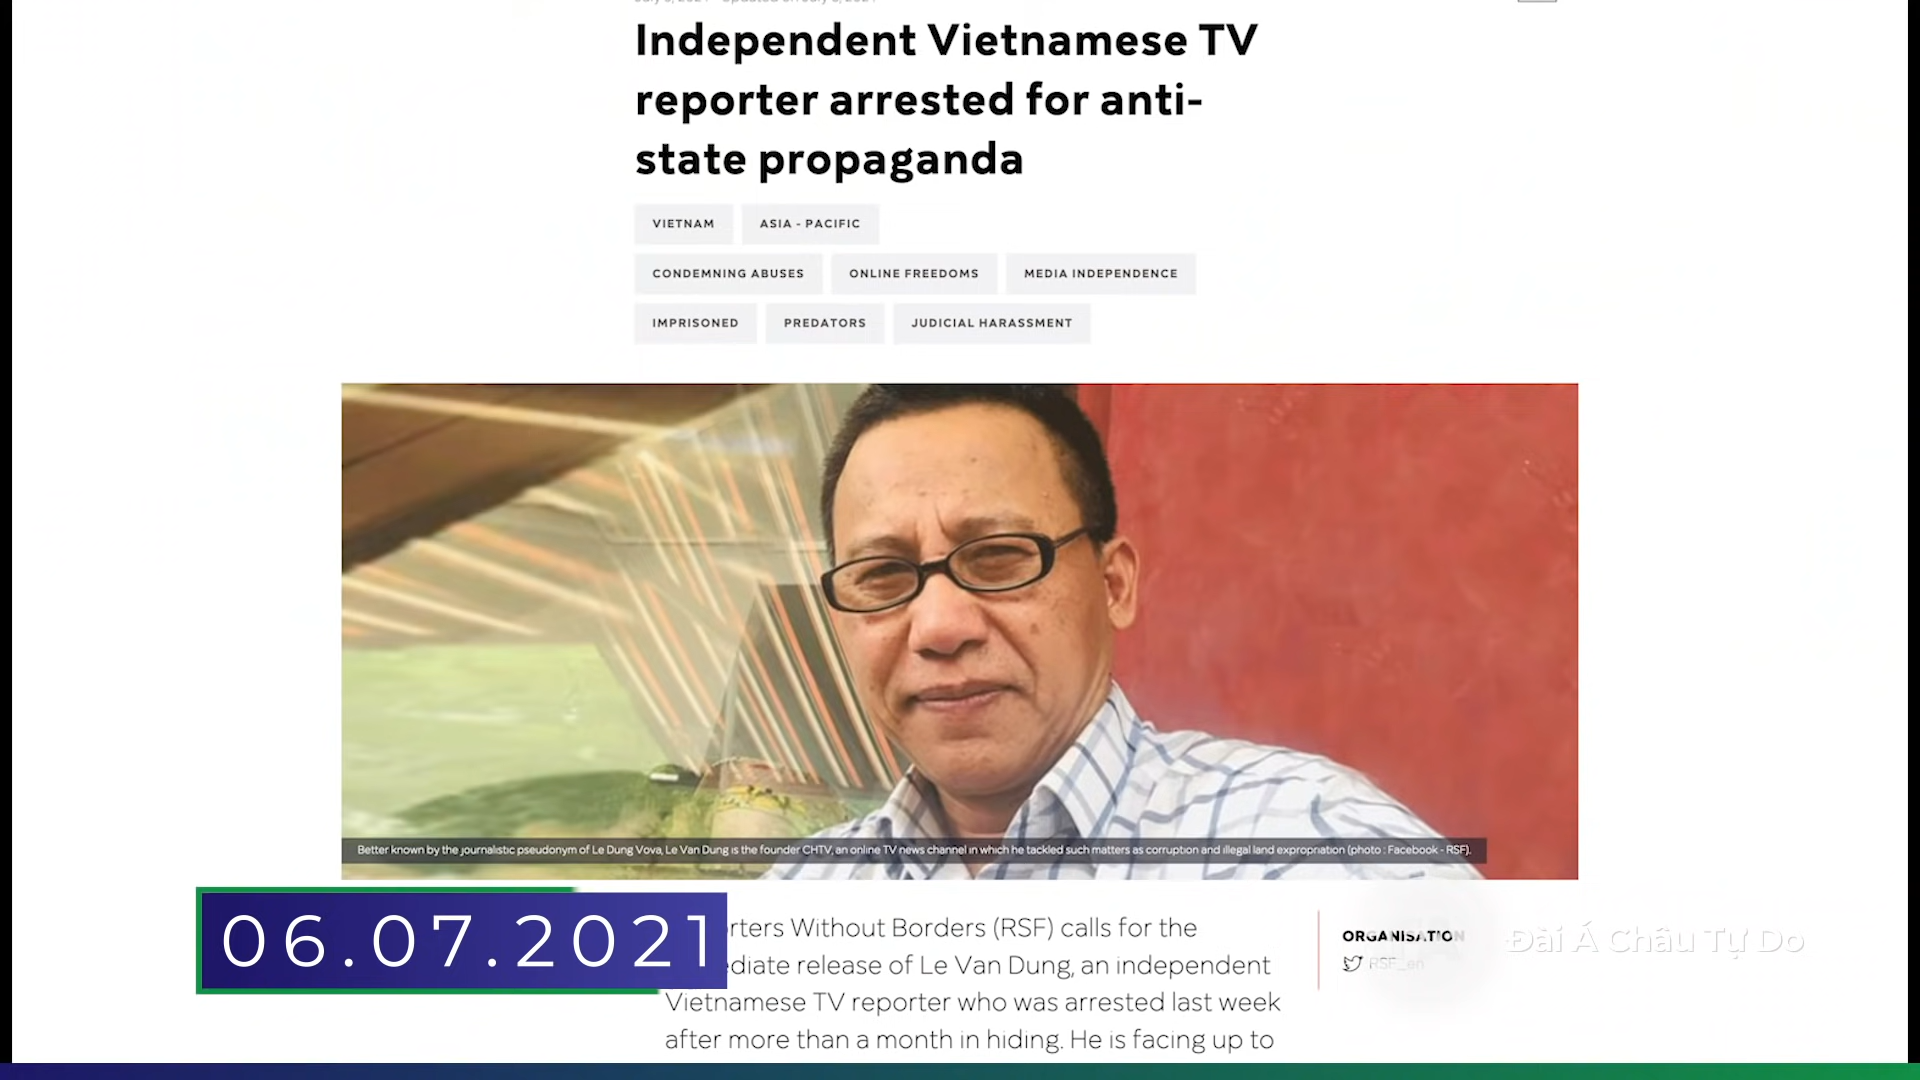 Independent Vietnamese TV
reporter arrested for anti-
state propaganda
VIETNAM
ASIA - PACIFIC
CONDEMNING ABUSES
ONLINE FREEDOMS
MEDIA INDEPENDENCE
IMPRISONED
PREDATORS
JUDICIAL HARASSMENT
Better known by the journalistic pseudonym of Le Dung Vova, Le Van Dung is the founder CHTV, an online TV news channel in which he tackled such matters as corruption and illegal land expropriation (photo : Facebook - RSF).
06.07.2021
Without Borders (RSF) calls for the
release of Le Van Dung, an independent
Vietnamese TV reporter who was arrested last week
after more than a month in hiding. He is facing up to
ORGANISATION
RSF_en
Đài Á Châu Tự Do